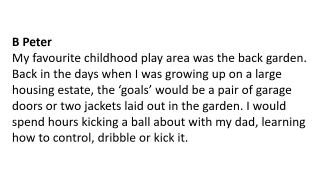 B Peter
My favourite childhood play area was the back garden.
Back in the days when I was growing up on a large
housing estate, the ‘goals’ would be a pair of garage
doors or two jackets laid out in the garden. I would
spend hours kicking a ball about with my dad, learning
how to control, dribble or kick it.